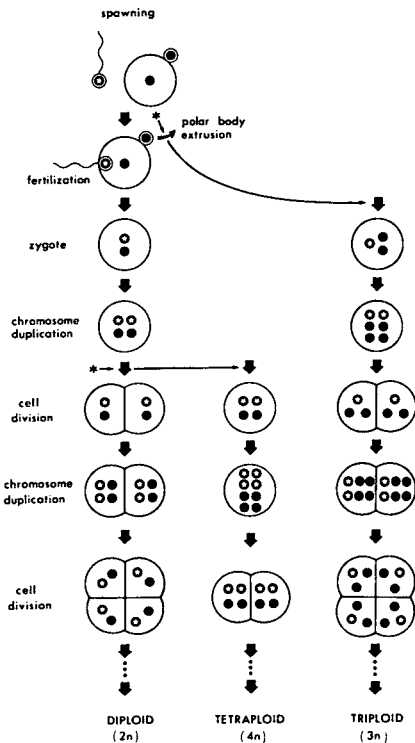 spawning
*
polar body
extrusion
fertilization
zygote
chromosome
duplication
*
cell
division
chromosome
duplication
cell
division
DIPLOID
(2n)
TETRAPLOID
(4n)
TRIPLOID
(3n)